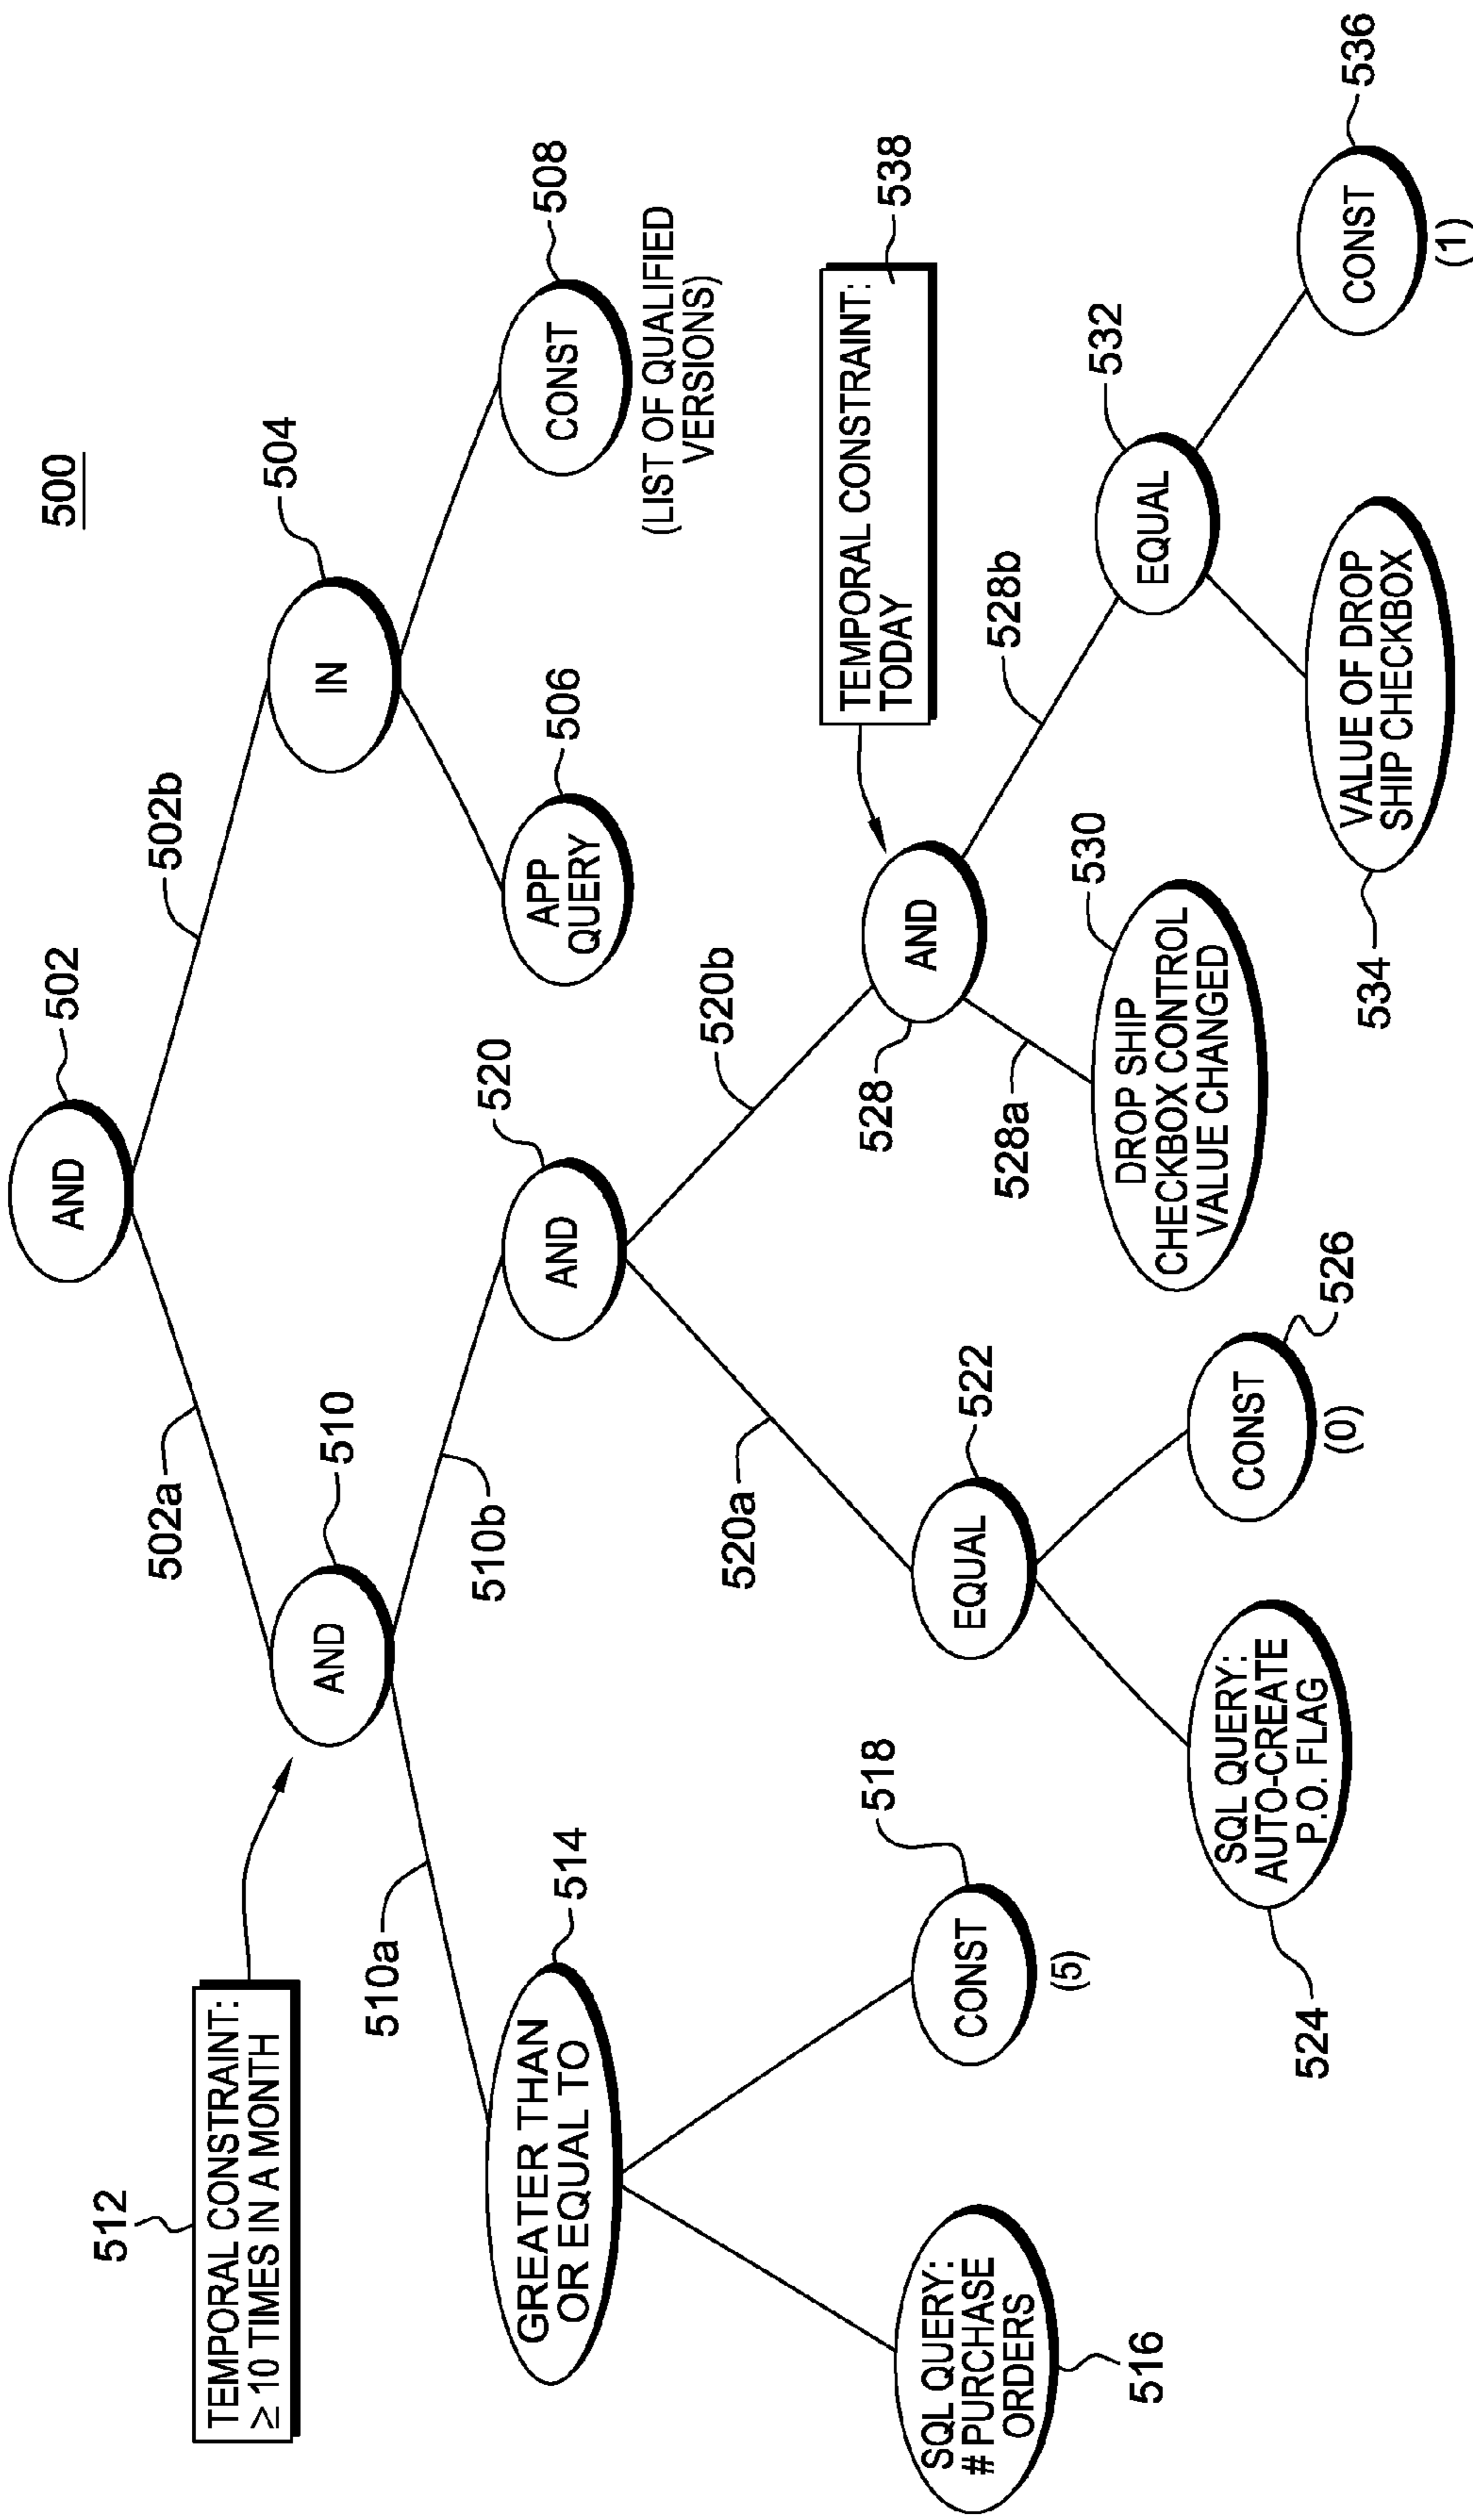 500
AND
502
502a
502b
TEMPORAL CONSTRAINT:
≥ 10 TIMES IN A MONTH
512
AND
510
IN
504
510a
510b
GREATER THAN
OR EQUAL TO
514
AND
520
APP
QUERY
506
CONST
508
(LIST OF QUALIFIED
VERSIONS)
520a
520b
TEMPORAL CONSTRAINT:
TODAY
538
SQL QUERY:
# PURCHASE
ORDERS
516
CONST
518
(5)
EQUAL
522
AND
528
528a
528b
SQL QUERY:
AUTO-CREATE
P.O. FLAG
524
CONST
526
(0)
DROP SHIP
CHECKBOX CONTROL
VALUE CHANGED
530
EQUAL
532
VALUE OF DROP
SHIP CHECKBOX
534
CONST
536
(1)